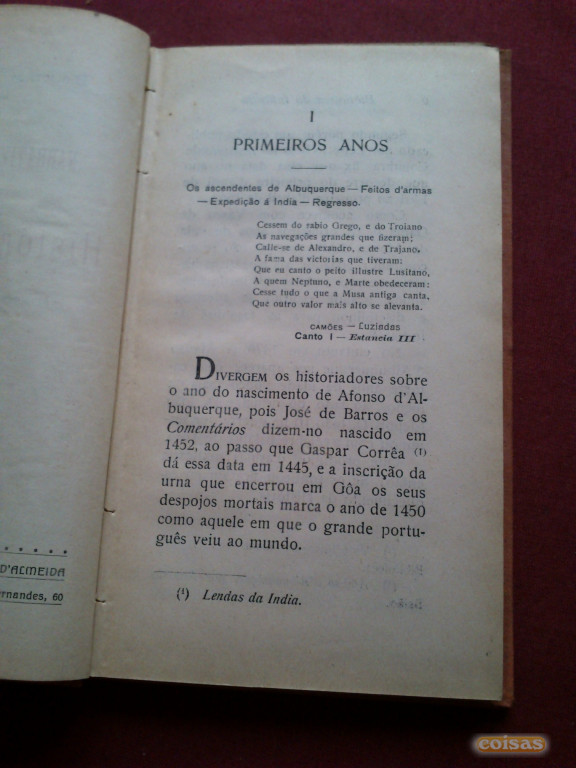 I
PRIMEIROS ANOS
Os ascendentes de Albuquerque — Feitos d'armas
— Expedição á India — Regresso.
Cessem do sabio Grego, e do Troiano
As navegações grandes que fizeram;
Calle-se de Alexandro, e de Trajano.
A fama das victorias que tiveram:
Que eu canto o peito illustre Lusitano,
A quem Neptuno, e Marte obedeceram:
Cesse tudo o que a Musa antiga canta,
Que outro valor mais alto se alevanta.
CAMÕES — Luziadas
Canto I — Estancia III
DIVERGEM os historiadores sobre
o ano do nascimento de Afonso d'Al-
buquerque, pois José de Barros e os
Comentários dizem-no nascido em
1452, ao passo que Gaspar Corrêa (1)
dá essa data em 1445, e a inscrição da
urna que encerrou em Gôa os seus
despojos mortais marca o ano de 1450
como aquele em que o grande portu-
guês veiu ao mundo.
(1) Lendas da India.
D'ALMEIDA
ernandes, 60
coisas